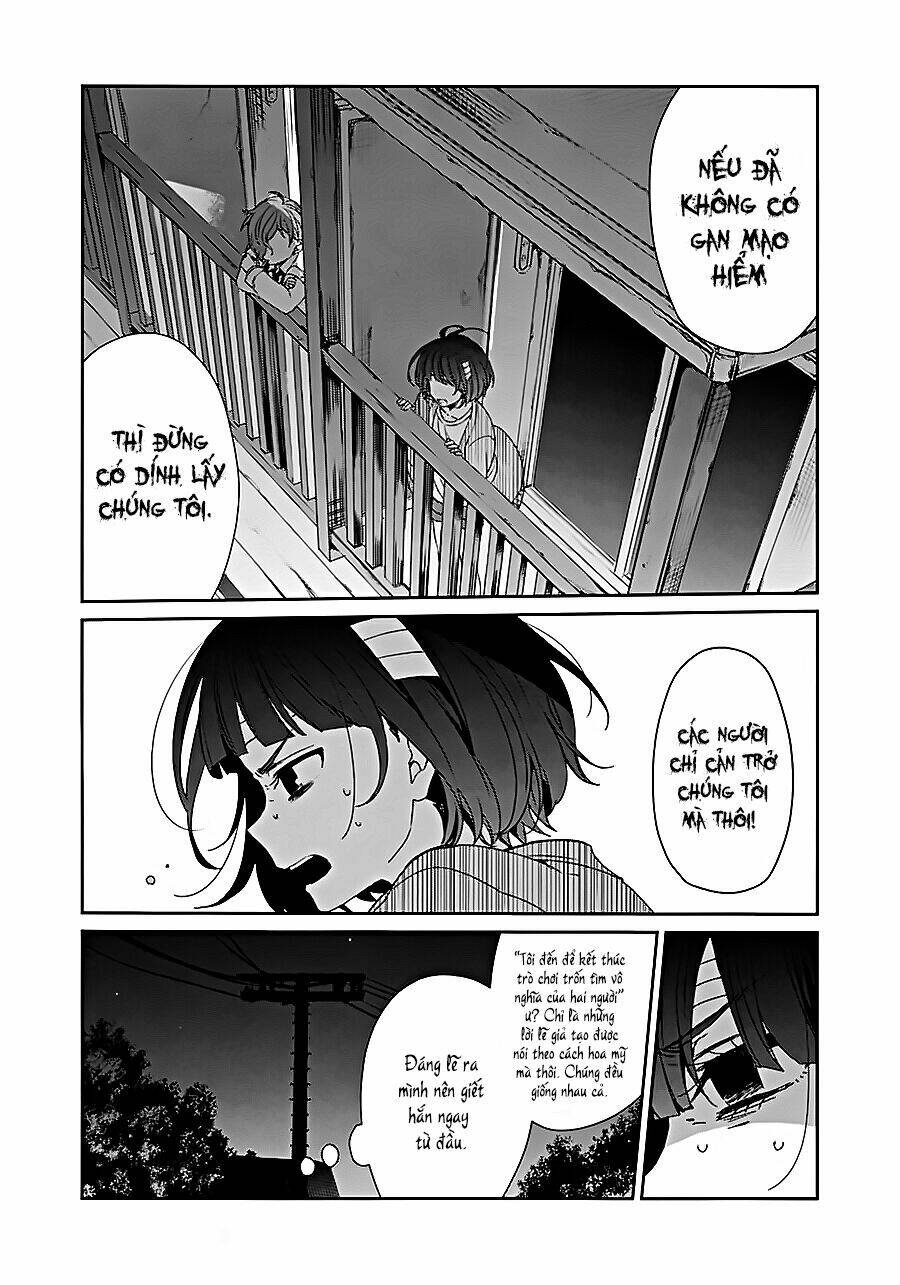 NẾU ĐÃ
KHÔNG CÓ
GAN MẠO
HIỂM
THÌ ĐỪNG
CÓ DÍNH LẤY
CHÚNG TÔI.
CÁC NGƯỜI
CHỈ CẢN TRỞ
CHÚNG TÔI
MÀ THÔI!
"Tôi đến để kết thúc
trò chơi trốn tìm vô
nghĩa của hai người"
ư? Chỉ là những
lời lẽ giả tạo được
nói theo cách hoa mỹ
mà thôi. Chúng đều
giống nhau cả.
Đáng lẽ ra
mình nên giết
hắn ngay
từ đầu.